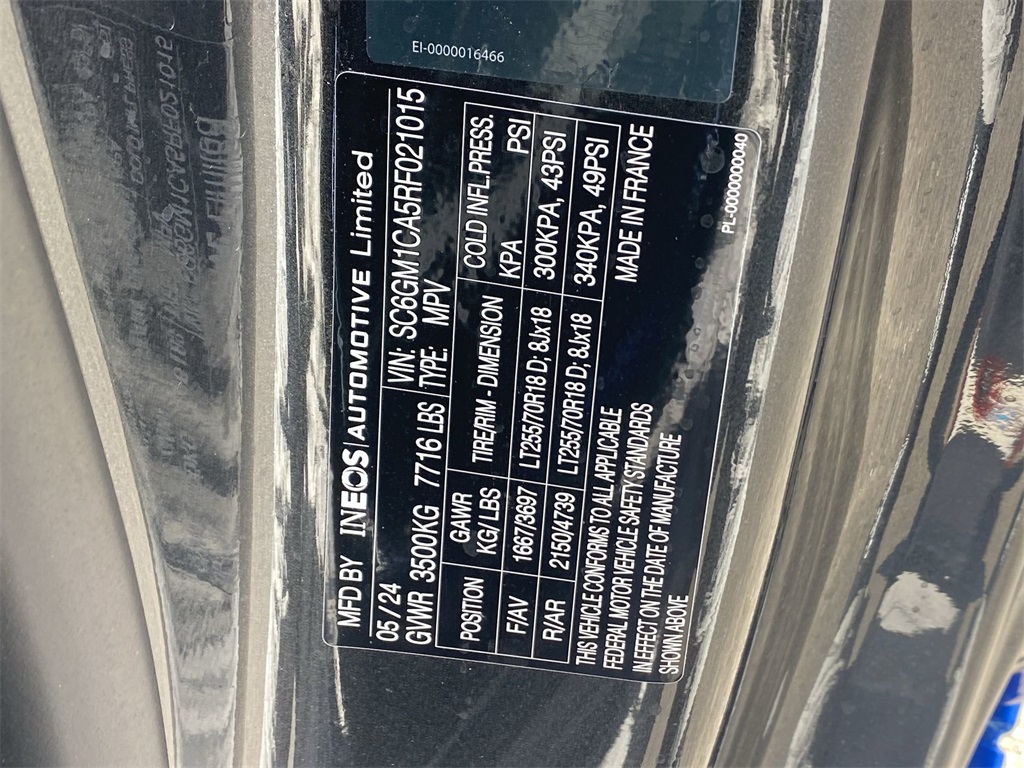 EI-0000016466
MFD BY INEOS | AUTOMOTIVE Limited
05 / 24 VIN: SC6GM1CA5RF021015
GVWR 3500KG 7716 LBS TYPE: MPV
POSITION GAWR KG/LBS TIRE/RIM - DIMENSION COLD INFL.PRESS. KPA PSI
F/AV 1667/3697 LT255/70R18 D; 8Jx18 300KPA, 43PSI
R/AR 2150/4739 LT255/70R18 D; 8Jx18 340KPA, 49PSI
THIS VEHICLE CONFORMS TO ALL APPLICABLE
FEDERAL MOTOR VEHICLE SAFETY STANDARDS
IN EFFECT ON THE DATE OF MANUFACTURE
SHOWN ABOVE
MADE IN FRANCE
PL-0000000040